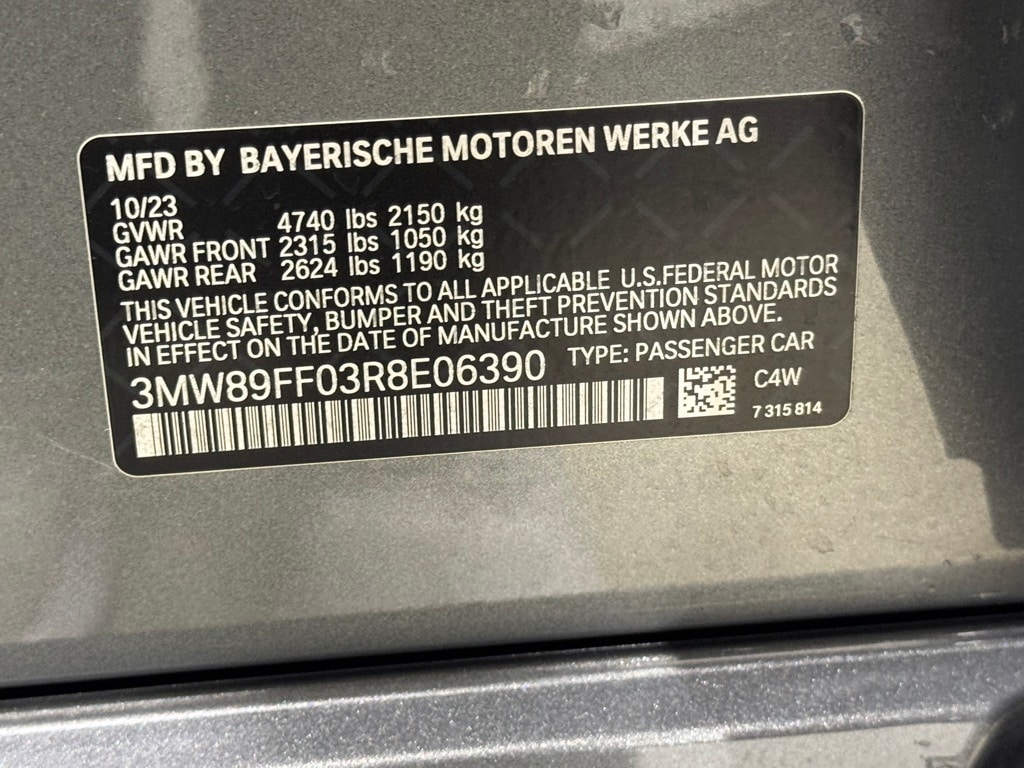 MFD BY BAYERISCHE MOTOREN WERKE AG
10/23
GVWR 4740 lbs 2150 kg
GAWR FRONT 2315 lbs 1050 kg
GAWR REAR 2624 lbs 1190 kg
THIS VEHICLE CONFORMS TO ALL APPLICABLE U.S.FEDERAL MOTOR
VEHICLE SAFETY, BUMPER AND THEFT PREVENTION STANDARDS
IN EFFECT ON THE DATE OF MANUFACTURE SHOWN ABOVE.
3MW89FF03R8E06390 TYPE: PASSENGER CAR
C4W
7 315 814